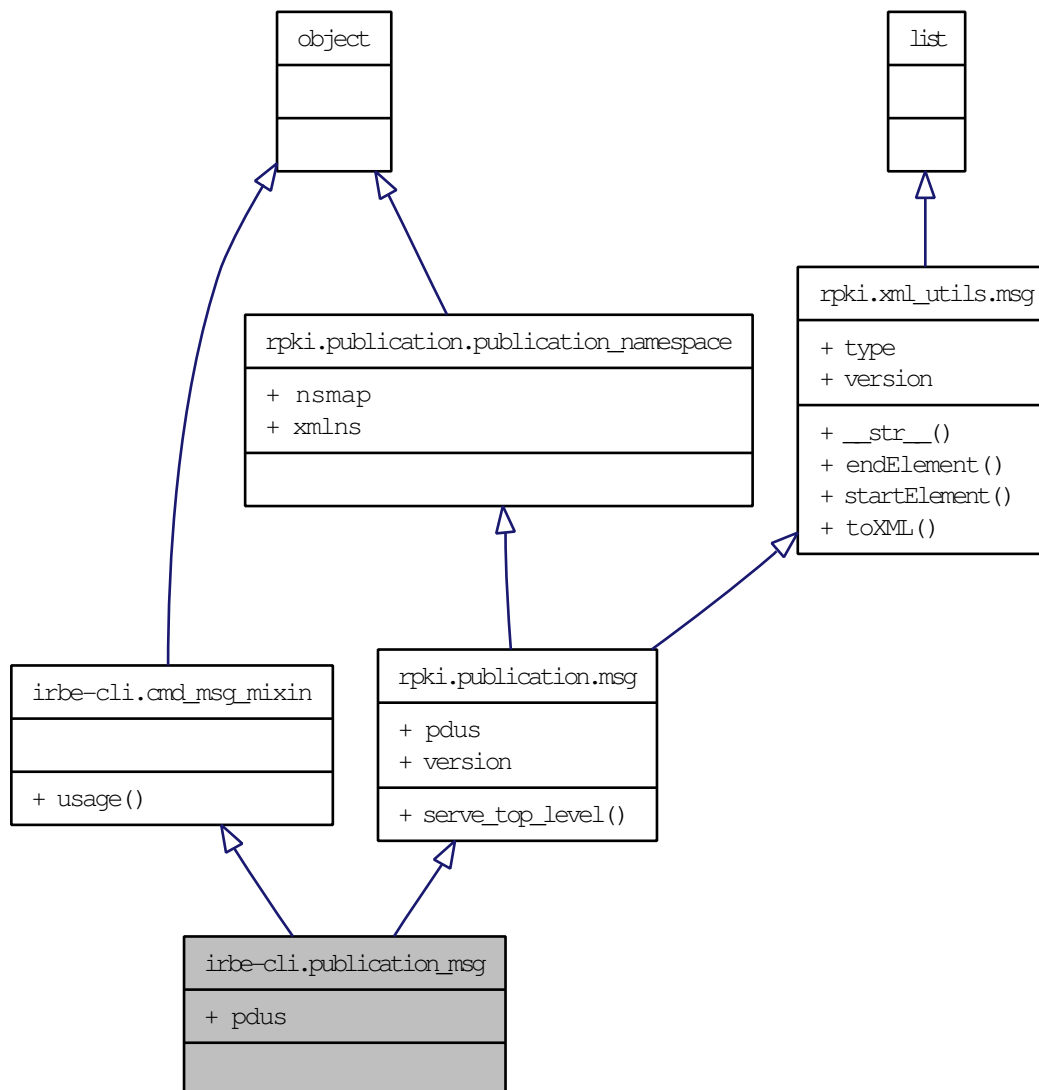 object
list
rpki.xml_utils.msg
+ type
+ version
+ __str__()
+ endElement()
+ startElement()
+ toXML()
rpki.publication.publication_namespace
+ nsmap
+ xmlns
irbe-cli.cmd_msg_mixin
+ usage()
rpki.publication.msg
+ pdus
+ version
+ serve_top_level()
irbe-cli.publication_msg
+ pdus